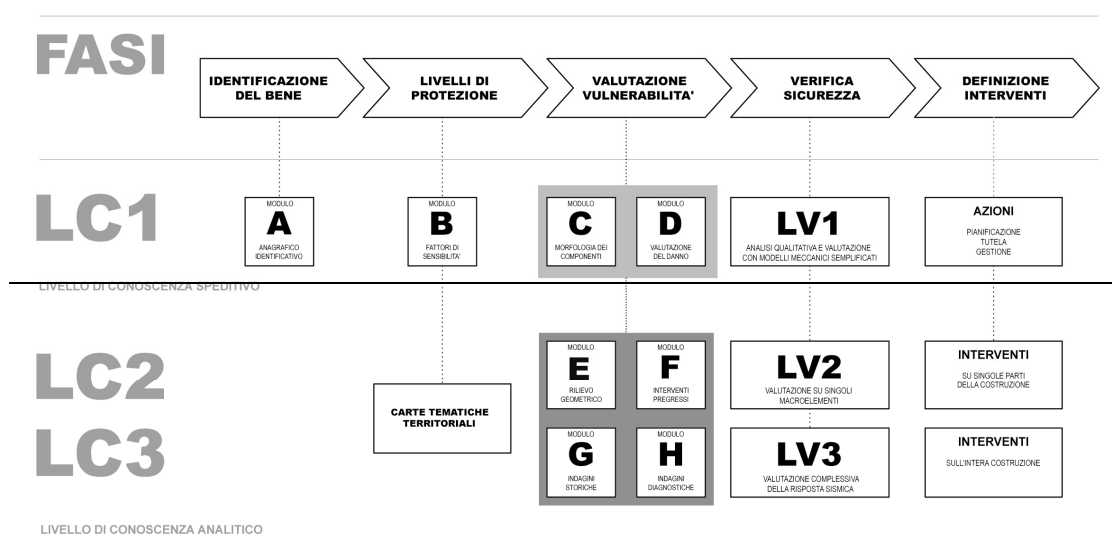 FASI
IDENTIFICAZIONE
DEL BENE
LIVELLI DI
PROTEZIONE
VALUTAZIONE
VULNERABILITA'
VERIFICA
SICUREZZA
DEFINIZIONE
INTERVENTI
LC1
MODULO
A
ANAGRAFICO
IDENTIFICATIVO
MODULO
B
FATTORI DI
SENSIBILITA'
MODULO
C
MORFOLOGIA DEI
COMPONENTI
MODULO
D
VALUTAZIONE
DEL DANNO
LV1
ANALISI QUALITATIVA E VALUTAZIONE
CON MODELLI MECCANICI SEMPLIFICATI
AZIONI
PIANIFICAZIONE
TUTELA
GESTIONE
LIVELLO DI CONOSCENZA SPEDITIVO
LC2
LC3
CARTE TEMATICHE
TERRITORIALI
MODULO
E
RILIEVO
GEOMETRICO
MODULO
F
INTERVENTI
PREGRESSI
LV2
VALUTAZIONE SU SINGOLI
MACROELEMENTI
INTERVENTI
SU SINGOLE PARTI
DELLA COSTRUZIONE
MODULO
G
INDAGINI
STORICHE
MODULO
H
INDAGINI
DIAGNOSTICHE
LV3
VALUTAZIONE COMPLESSIVA
DELLA RISPOSTA SISMICA
INTERVENTI
SULL'INTERA COSTRUZIONE
LIVELLO DI CONOSCENZA ANALITICO